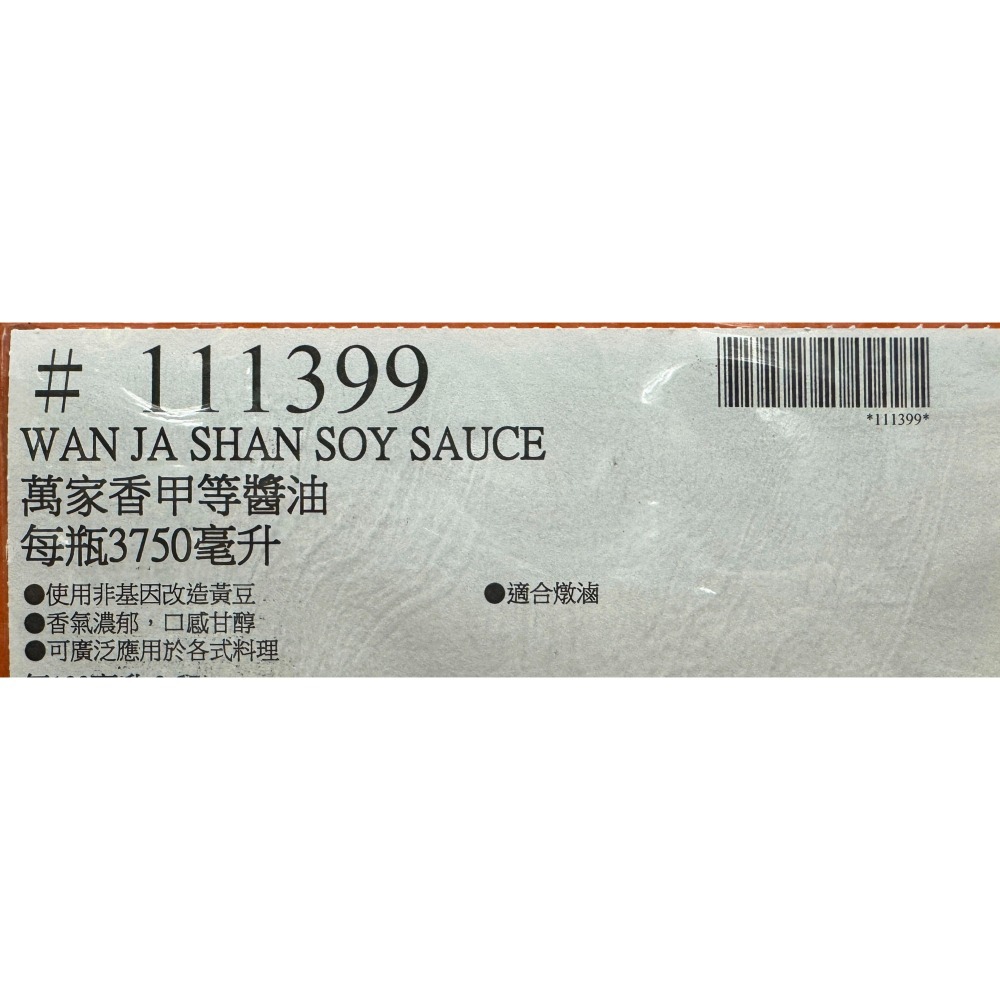 # 111399
*111399*
WAN JA SHAN SOY SAUCE
萬家香甲等醬油
每瓶3750毫升
●使用非基因改造黃豆
●適合燉滷
●香氣濃郁，口感甘醇
●可廣泛應用於各式料理